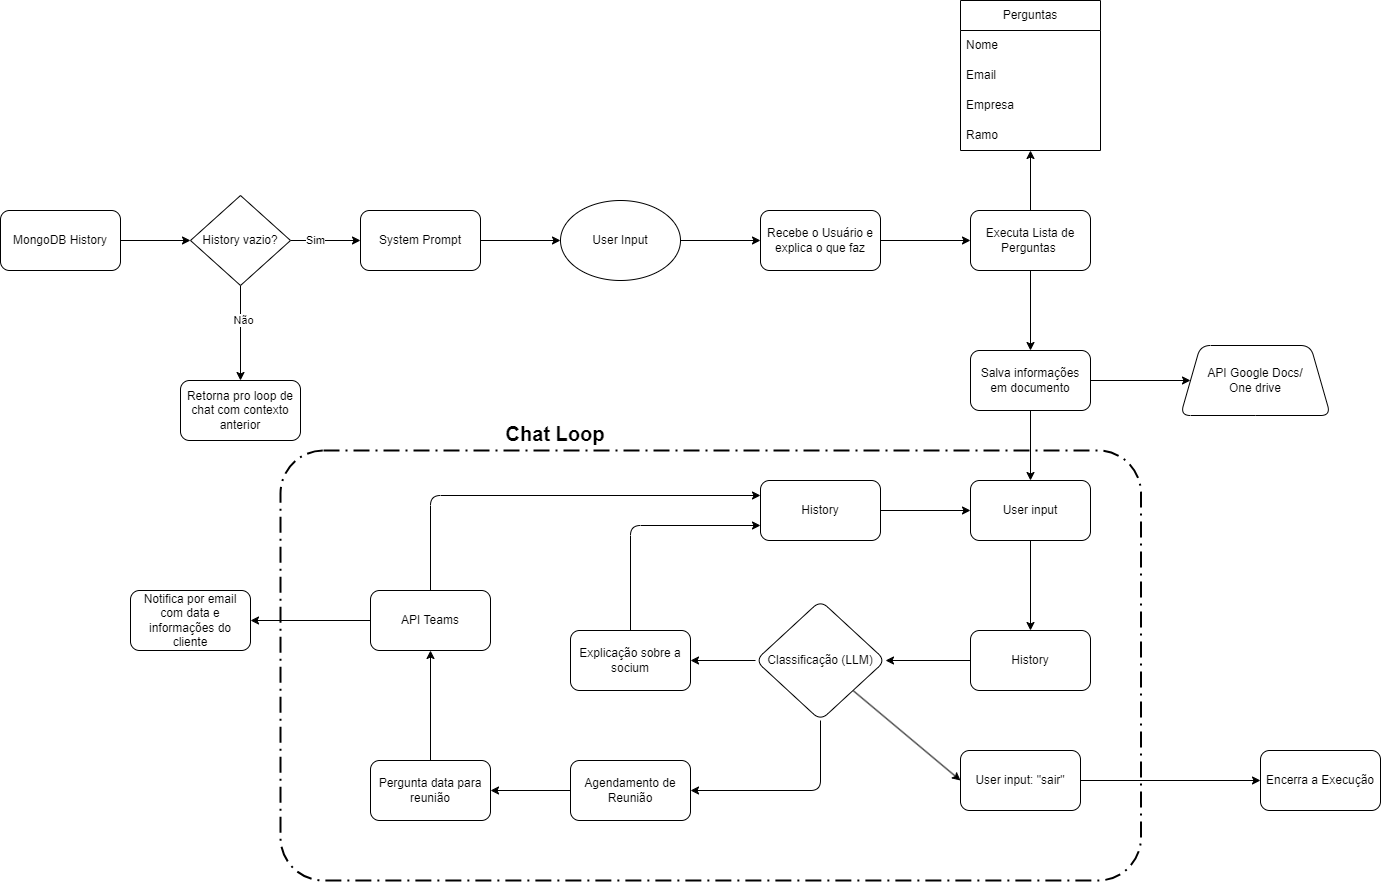 Perguntas
Nome
Email
Empresa
Ramo
MongoDB History
History vazio?
Sim
System Prompt
User Input
Recebe o Usuário e
explica o que faz
Executa Lista de
Perguntas
Não
Retorna pro loop de
chat com contexto
anterior
Salva informações
em documento
API Google Docs/
One drive
Chat Loop
History
User input
Notifica por email
com data e
informações do
cliente
API Teams
Explicação sobre a
socium
Classificação (LLM)
History
Pergunta data para
reunião
Agendamento de
Reunião
User input: "sair"
Encerra a Execução